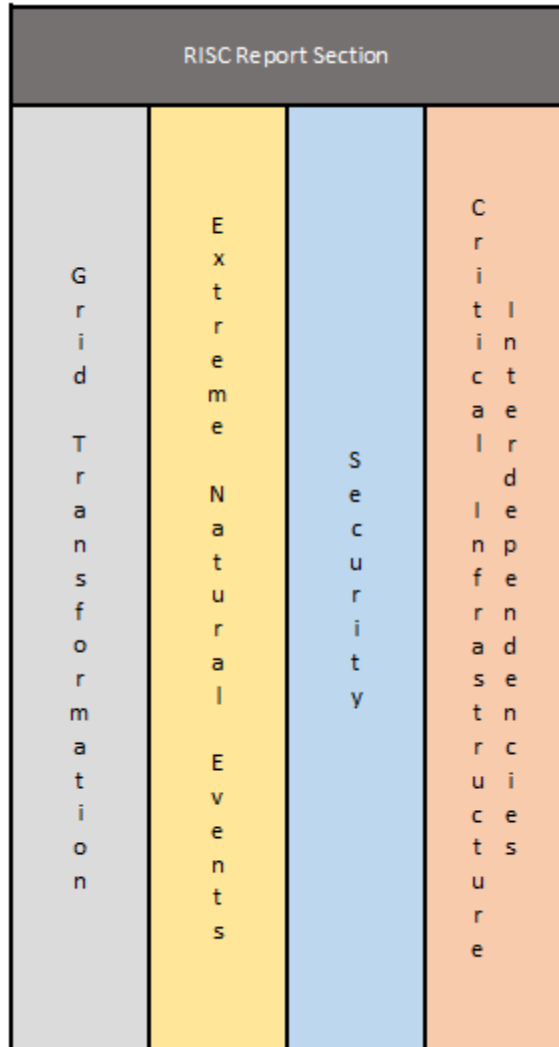 RISC Report Section
Grid Transformation
Extreme Natural Events
Security
Critical Infrastructure
Interdependencies